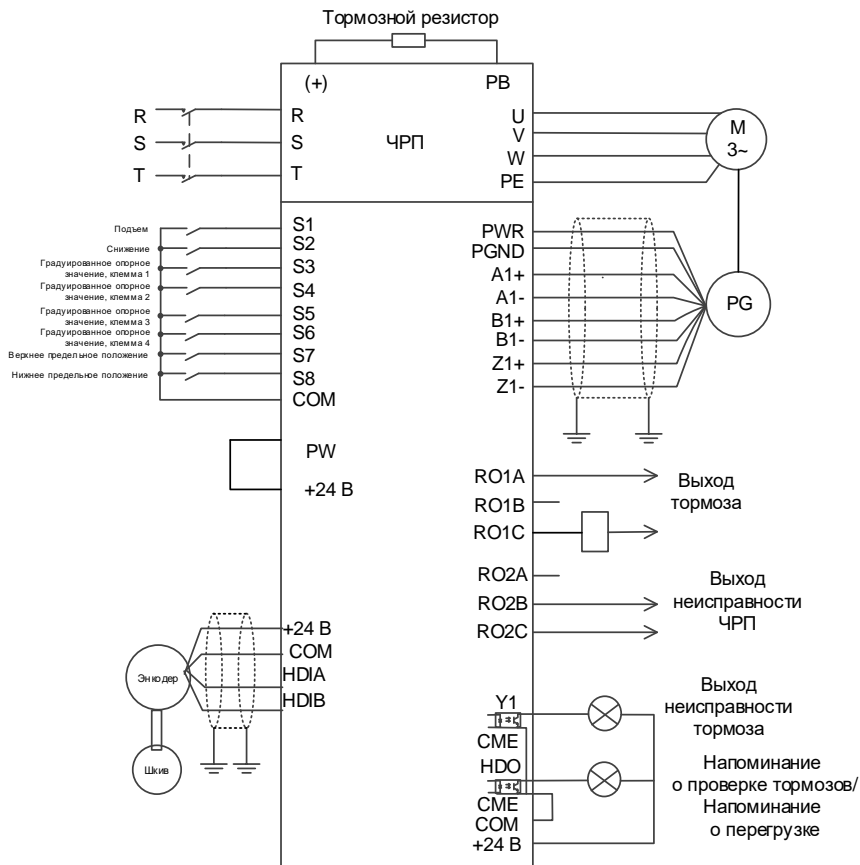 Тормозной резистор
(+)
PB
R
S
T
R
S
T
ЧРП
U
V
W
PE
M
3~
Подъем
Снижение
Градуированное опорное
значение, клемма 1
Градуированное опорное
значение, клемма 2
Градуированное опорное
значение, клемма 3
Градуированное опорное
значение, клемма 4
Верхнее предельное положение
Нижнее предельное положение
S1
S2
S3
S4
S5
S6
S7
S8
COM
PW
+24 В
PWR
PGND
A1+
A1-
B1+
B1-
Z1+
Z1-
PG
RO1A
RO1B
RO1C
Выход
тормоза
RO2A
RO2B
RO2C
Выход
неисправности
ЧРП
+24 В
COM
HDIA
HDIB
Энкодер
Шкив
Y1
CME
HDO
CME
COM
+24 В
Выход
неисправности
тормоза
Напоминание
о проверке тормозов/
Напоминание
о перегрузке